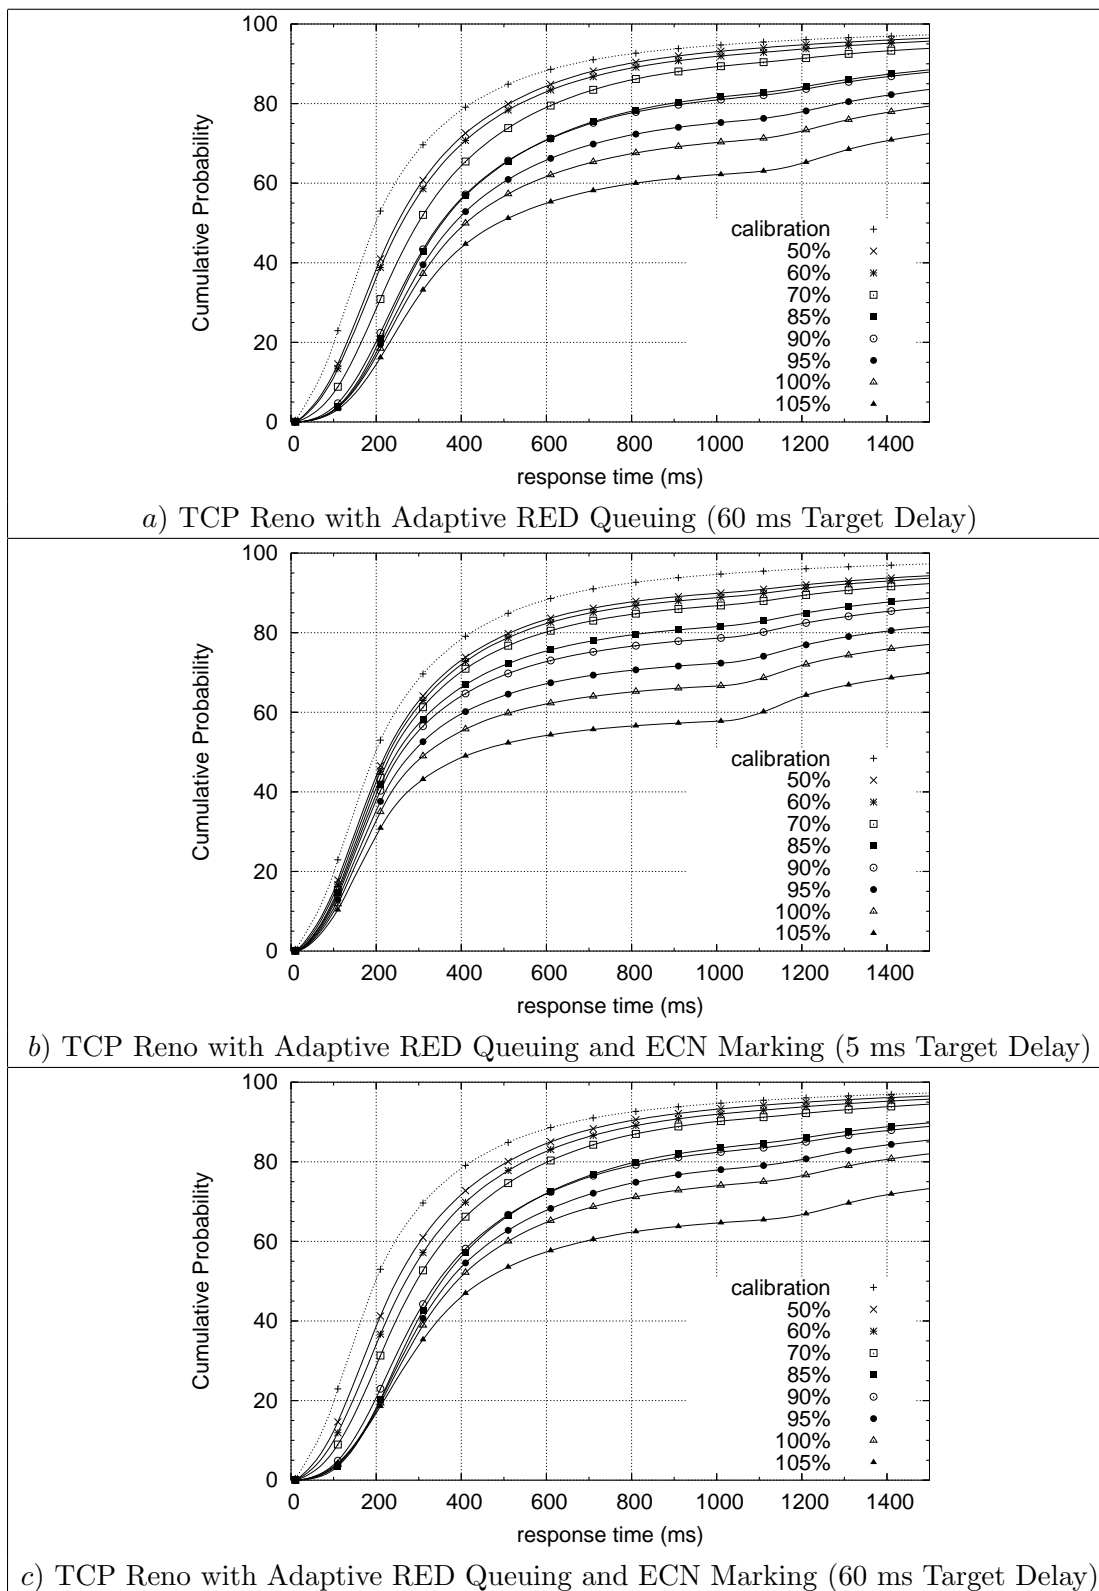 100
80
60
40
20
0
Cumulative Probability
calibration
50%
60%
70%
85%
90%
95%
100%
105%
0 200 400 600 800 1000 1200 1400
response time (ms)
a) TCP Reno with Adaptive RED Queuing (60 ms Target Delay)
100
80
60
40
20
0
Cumulative Probability
calibration
50%
60%
70%
85%
90%
95%
100%
105%
0 200 400 600 800 1000 1200 1400
response time (ms)
b) TCP Reno with Adaptive RED Queuing and ECN Marking (5 ms Target Delay)
100
80
60
40
20
0
Cumulative Probability
calibration
50%
60%
70%
85%
90%
95%
100%
105%
0 200 400 600 800 1000 1200 1400
response time (ms)
c) TCP Reno with Adaptive RED Queuing and ECN Marking (60 ms Target Delay)